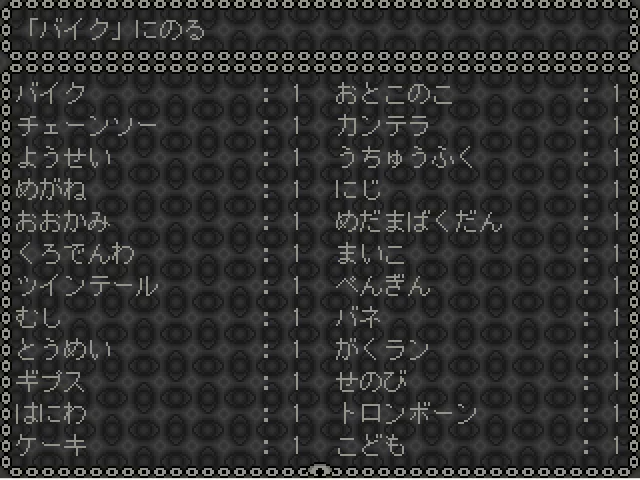 「バイク」にのる
バイク : 1 おとこのこ : 1
チェーンソー : 1 カンテラ : 1
ようせい : 1 うちゅうふく : 1
めがね : 1 にじ : 1
おおかみ : 1 めだまばくだん : 1
くろでんわ : 1 まいこ : 1
ツインテール : 1 ぺんぎん : 1
むし : 1 バネ : 1
とうめい : 1 がくラン : 1
ギプス : 1 せのび : 1
はにわ : 1 トロンボーン : 1
ケーキ : 1 こども : 1